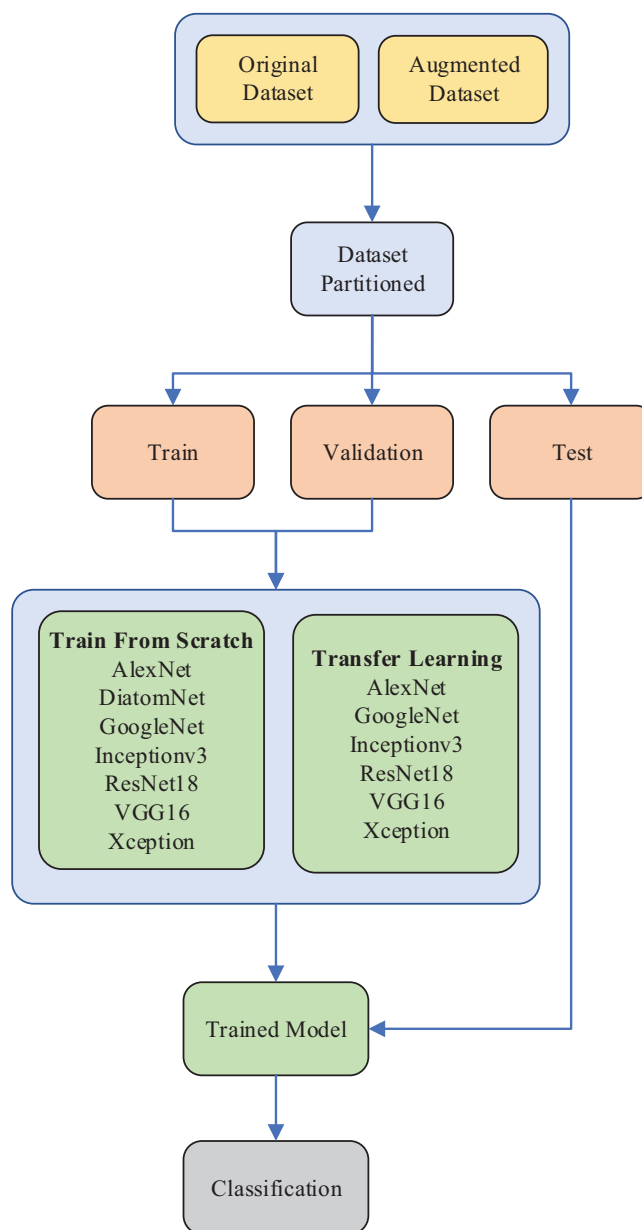 Original
Dataset
Augmented
Dataset
Dataset
Partitioned
Train
Validation
Test
Train From Scratch
AlexNet
DiatomNet
GoogleNet
Inceptionv3
ResNet18
VGG16
Xception
Transfer Learning
AlexNet
GoogleNet
Inceptionv3
ResNet18
VGG16
Xception
Trained Model
Classification